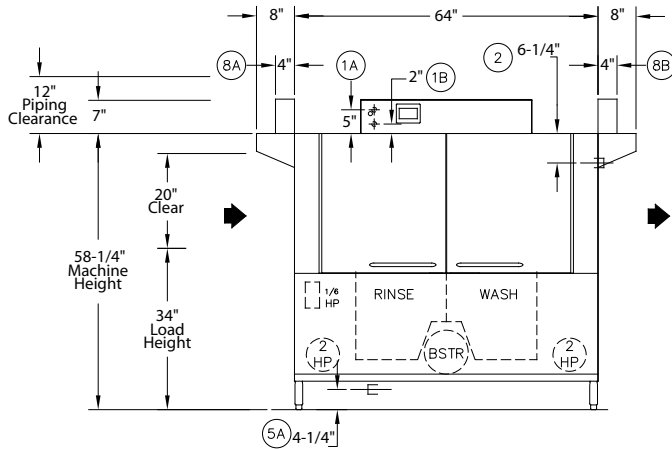 8"
64"
8"
8A
4"
1A
2"
1B
2
6-1/4"
4"
8B
12"
Piping
Clearance
7"
5"
20"
Clear
58-1/4"
Machine
Height
34"
Load
Height
1/6
HP
RINSE
WASH
2
HP
BSTR
2
HP
5A
4-1/4"